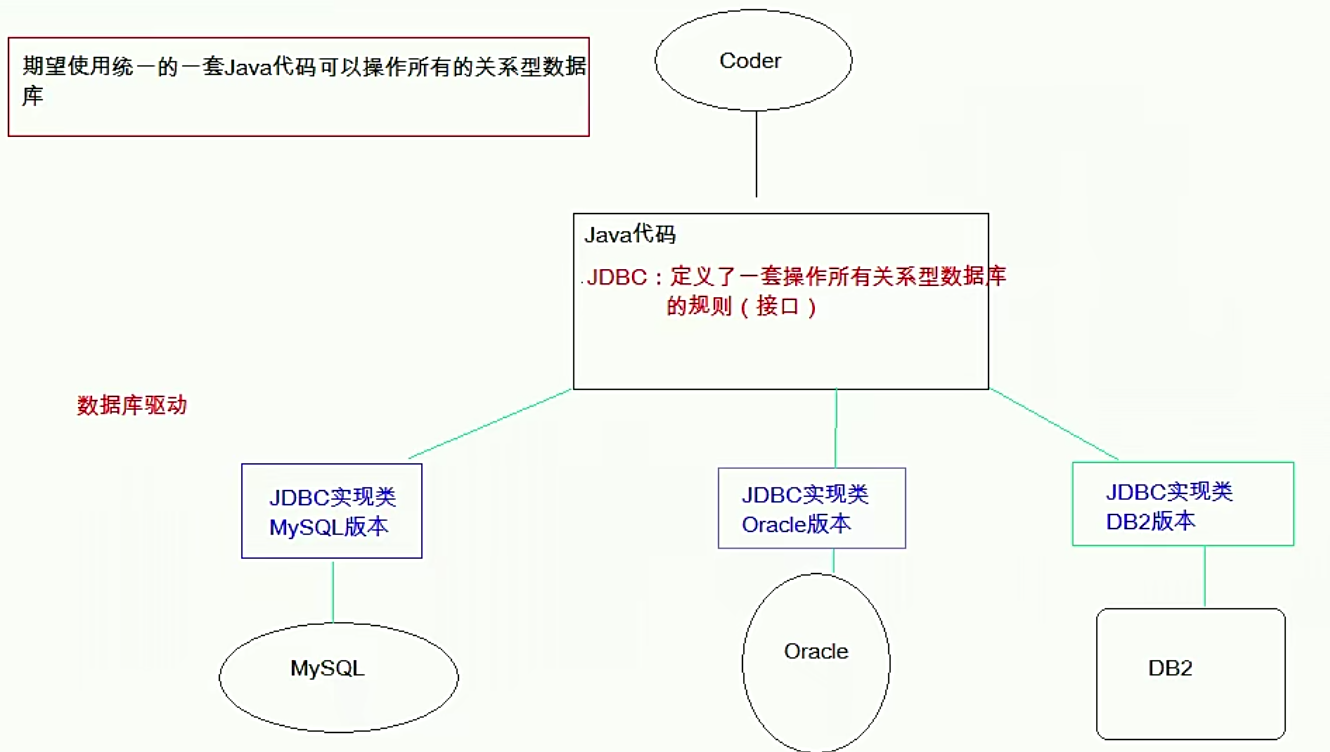 期望使用统一的一套Java代码可以操作所有的关系型数据
库
Coder
Java代码
JDBC：定义了一套操作所有关系型数据库
的规则（接口）
数据库驱动
JDBC实现类
MySQL版本
JDBC实现类
Oracle版本
JDBC实现类
DB2版本
MySQL
Oracle
DB2